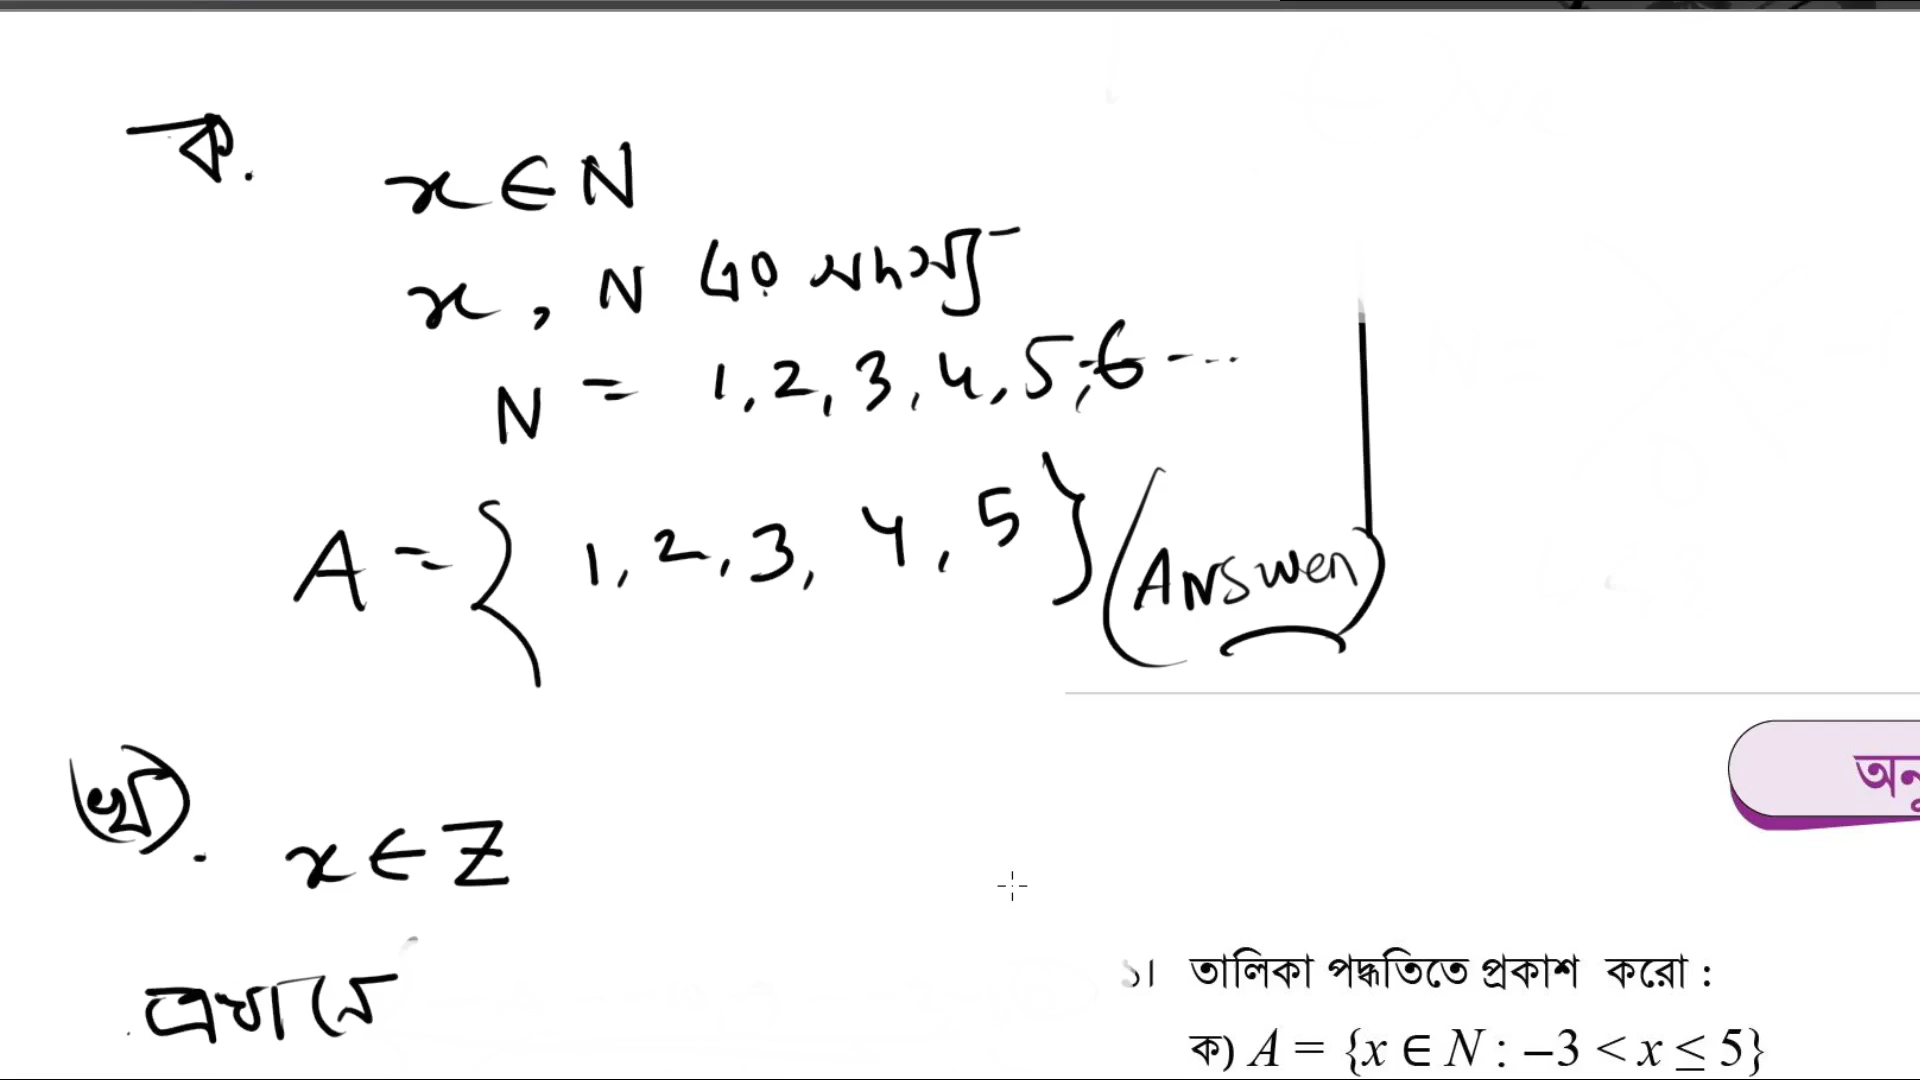 ক.
x ∈ N
x, N এর সদস্য
N = 1, 2, 3, 4, 5, 6 ----
A = { 1, 2, 3, 4, 5 } (Answer)
খ.
x ∈ Z
এখানে
১। তালিকা পদ্ধতিতে প্রকাশ করো :
ক) A = {x ∈ N : –3 < x ≤ 5}